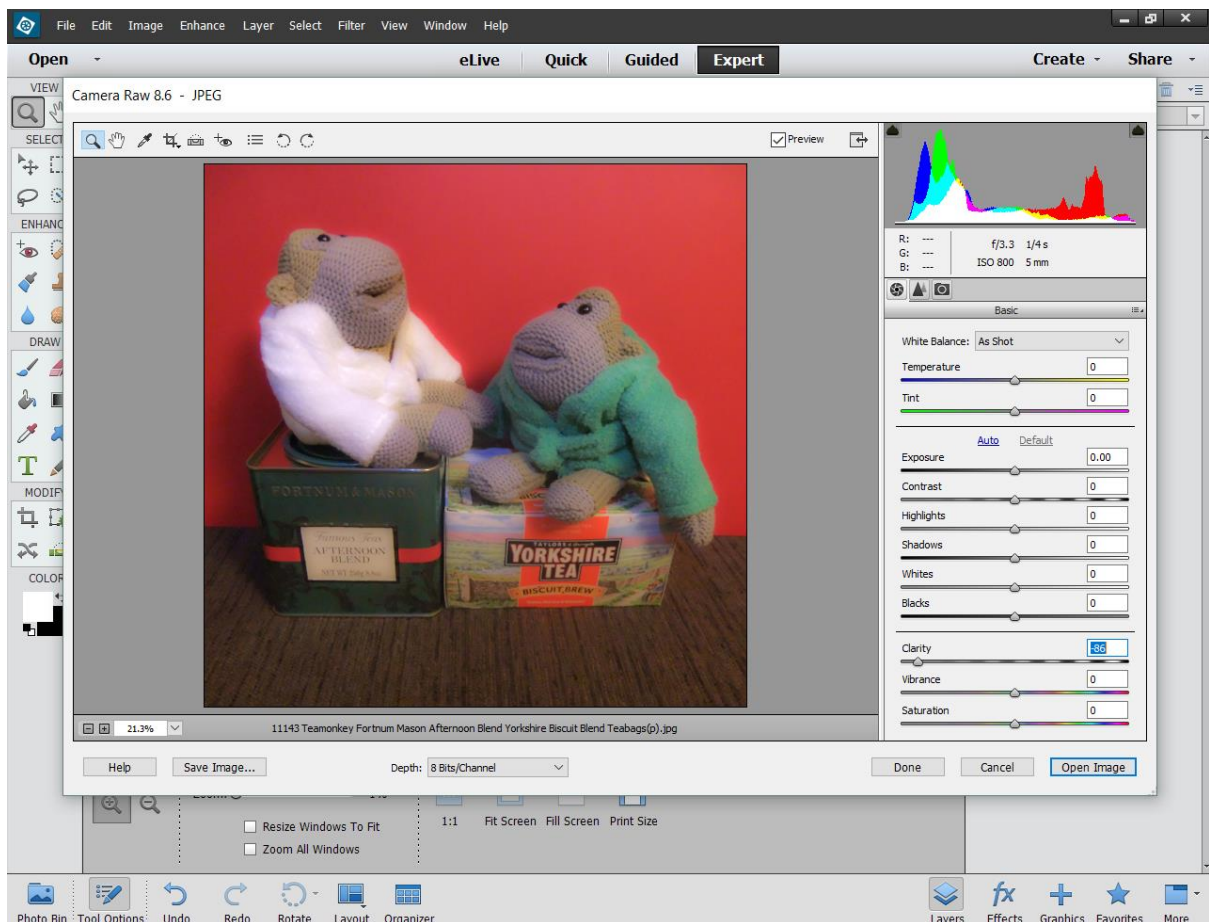 File Edit Image Enhance Layer Select Filter View Window Help
Open eLive Quick Guided Expert Create Share
VIEW
Camera Raw 8.6 - JPEG
SELECT
Preview
ENHANC
R: --- f/3.3 1/4 s
G: ---
B: --- ISO 800 5 mm
Basic
DRAW
White Balance: As Shot
Temperature 0
Tint 0
Auto Default
Exposure 0.00
Contrast 0
Highlights 0
Shadows 0
Whites 0
Blacks 0
Clarity -86
Vibrance 0
Saturation 0
MODIF
COLOR
FORTNUM & MASON
Famous Teas
AFTERNOON
BLEND
TAYLORS of Harrogate
YORKSHIRE
TEA
BISCUIT BREW
21.3% 11143 Teamonkey Fortnum Mason Afternoon Blend Yorkshire Biscuit Blend Teabags(p).jpg
Help Save Image... Depth: 8 Bits/Channel Done Cancel Open Image
1:1 Fit Screen Fill Screen Print Size
Resize Windows To Fit
Zoom All Windows
Photo Bin Tool Options Undo Redo Rotate Layout Organizer Layers Effects Graphics Favorites More